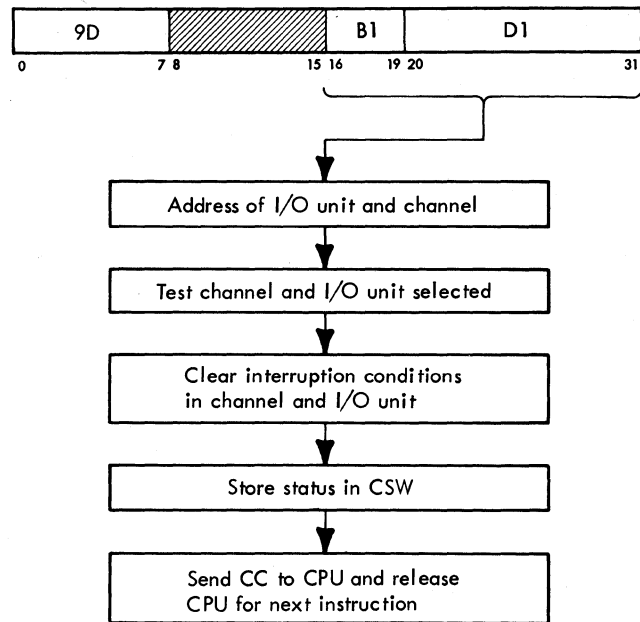 9D B1 D1
0 7 8 15 16 19 20 31
Address of I/O unit and channel
Test channel and I/O unit selected
Clear interruption conditions
in channel and I/O unit
Store status in CSW
Send CC to CPU and release
CPU for next instruction